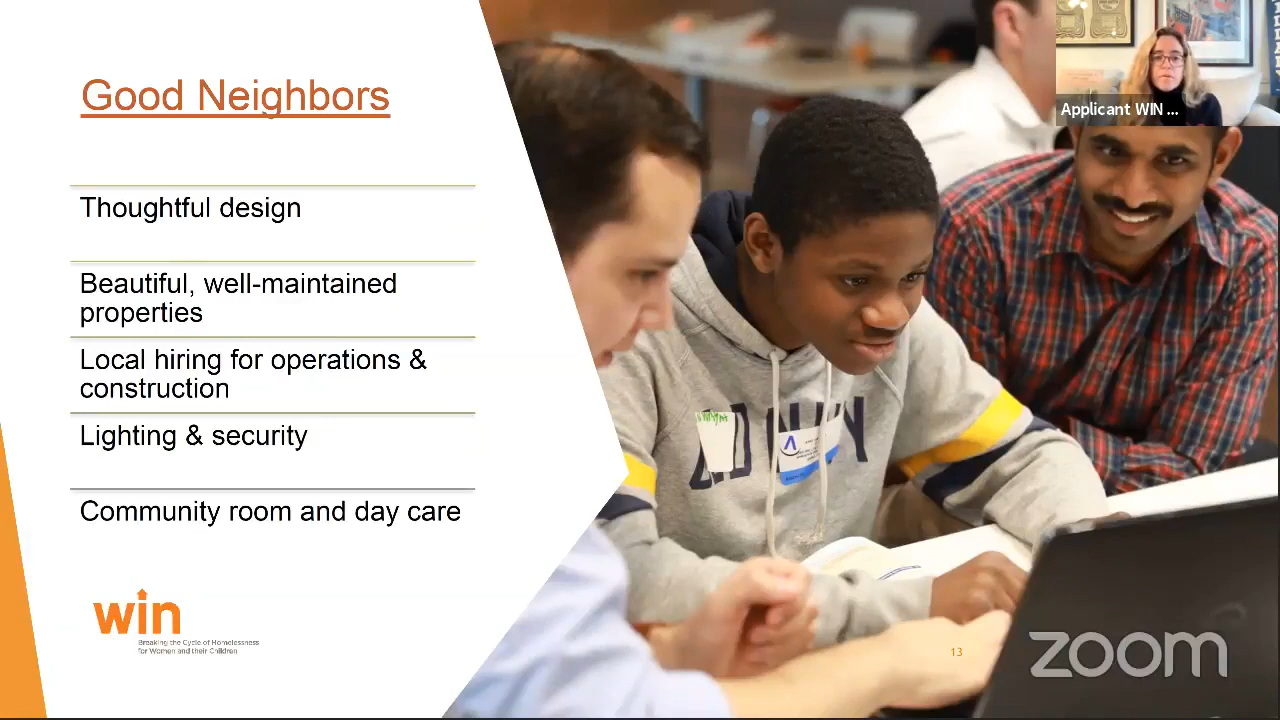 Good Neighbors
Applicant WIN ...
Thoughtful design
Beautiful, well-maintained
properties
Local hiring for operations &
construction
Lighting & security
Community room and day care
win
Breaking the Cycle of Homelessness
for Women and their Children
13
zoom